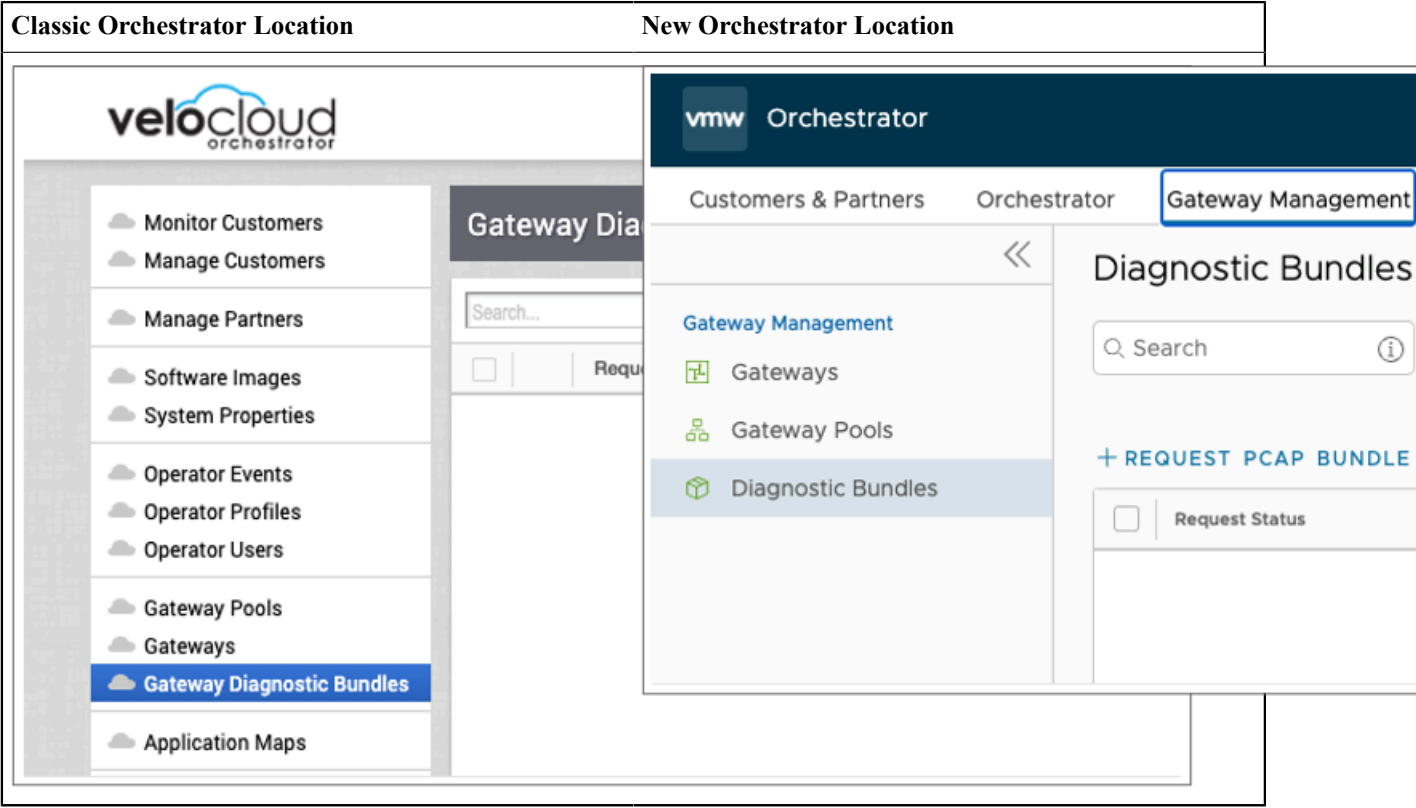 Classic Orchestrator Location
New Orchestrator Location
velocloud
orchestrator
Monitor Customers
Manage Customers
Manage Partners
Software Images
System Properties
Operator Events
Operator Profiles
Operator Users
Gateway Pools
Gateways
Gateway Diagnostic Bundles
Application Maps
Gateway Dia
Search...
Requ
vmw Orchestrator
Customers & Partners Orchestrator Gateway Management
Gateway Management
Gateways
Gateway Pools
Diagnostic Bundles
Diagnostic Bundles
Search
+ REQUEST PCAP BUNDLE
Request Status